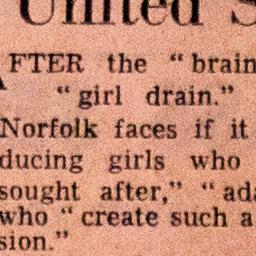 United S
AFTER the “ brain
“ girl drain.”
Norfolk faces if it
ducing girls who
sought after,” “ ada
who “ create such a
sion.”